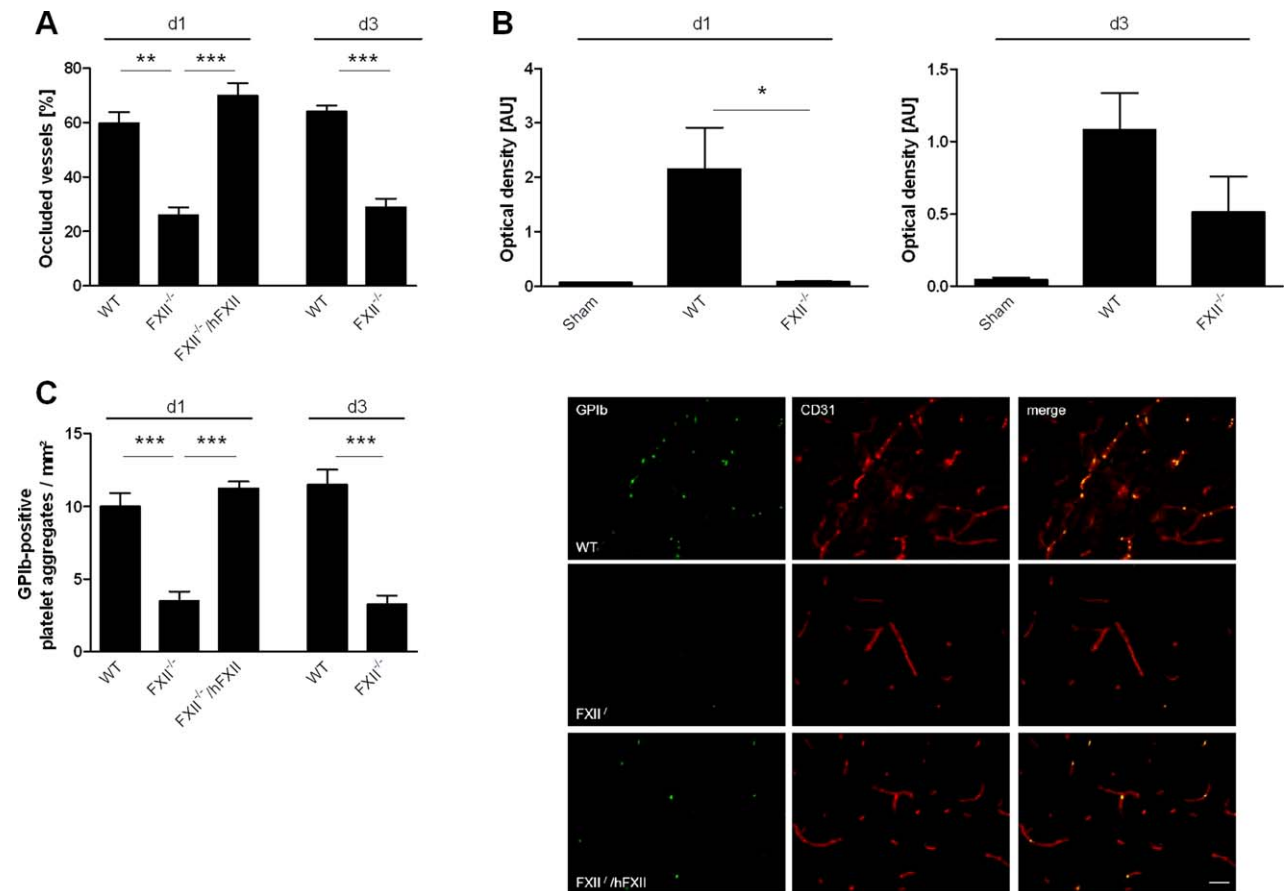 A
d1
d3
** *** ***
Occluded vessels [%]
80
60
40
20
0
WT
FXII-/-
FXII-/-/hFXII
WT
FXII-/-
B
d1
Optical density [AU]
4
3
2
1
0
*
Sham
WT
FXII-/-
d3
Optical density [AU]
1.5
1.0
0.5
0.0
Sham
WT
FXII-/-
C
d1
d3
*** *** ***
GPIb-positive
platelet aggregates / mm²
15
10
5
0
WT
FXII-/-
FXII-/-/hFXII
WT
FXII-/-
GPIb
CD31
merge
WT
FXII-/
FXII-/ /hFXII